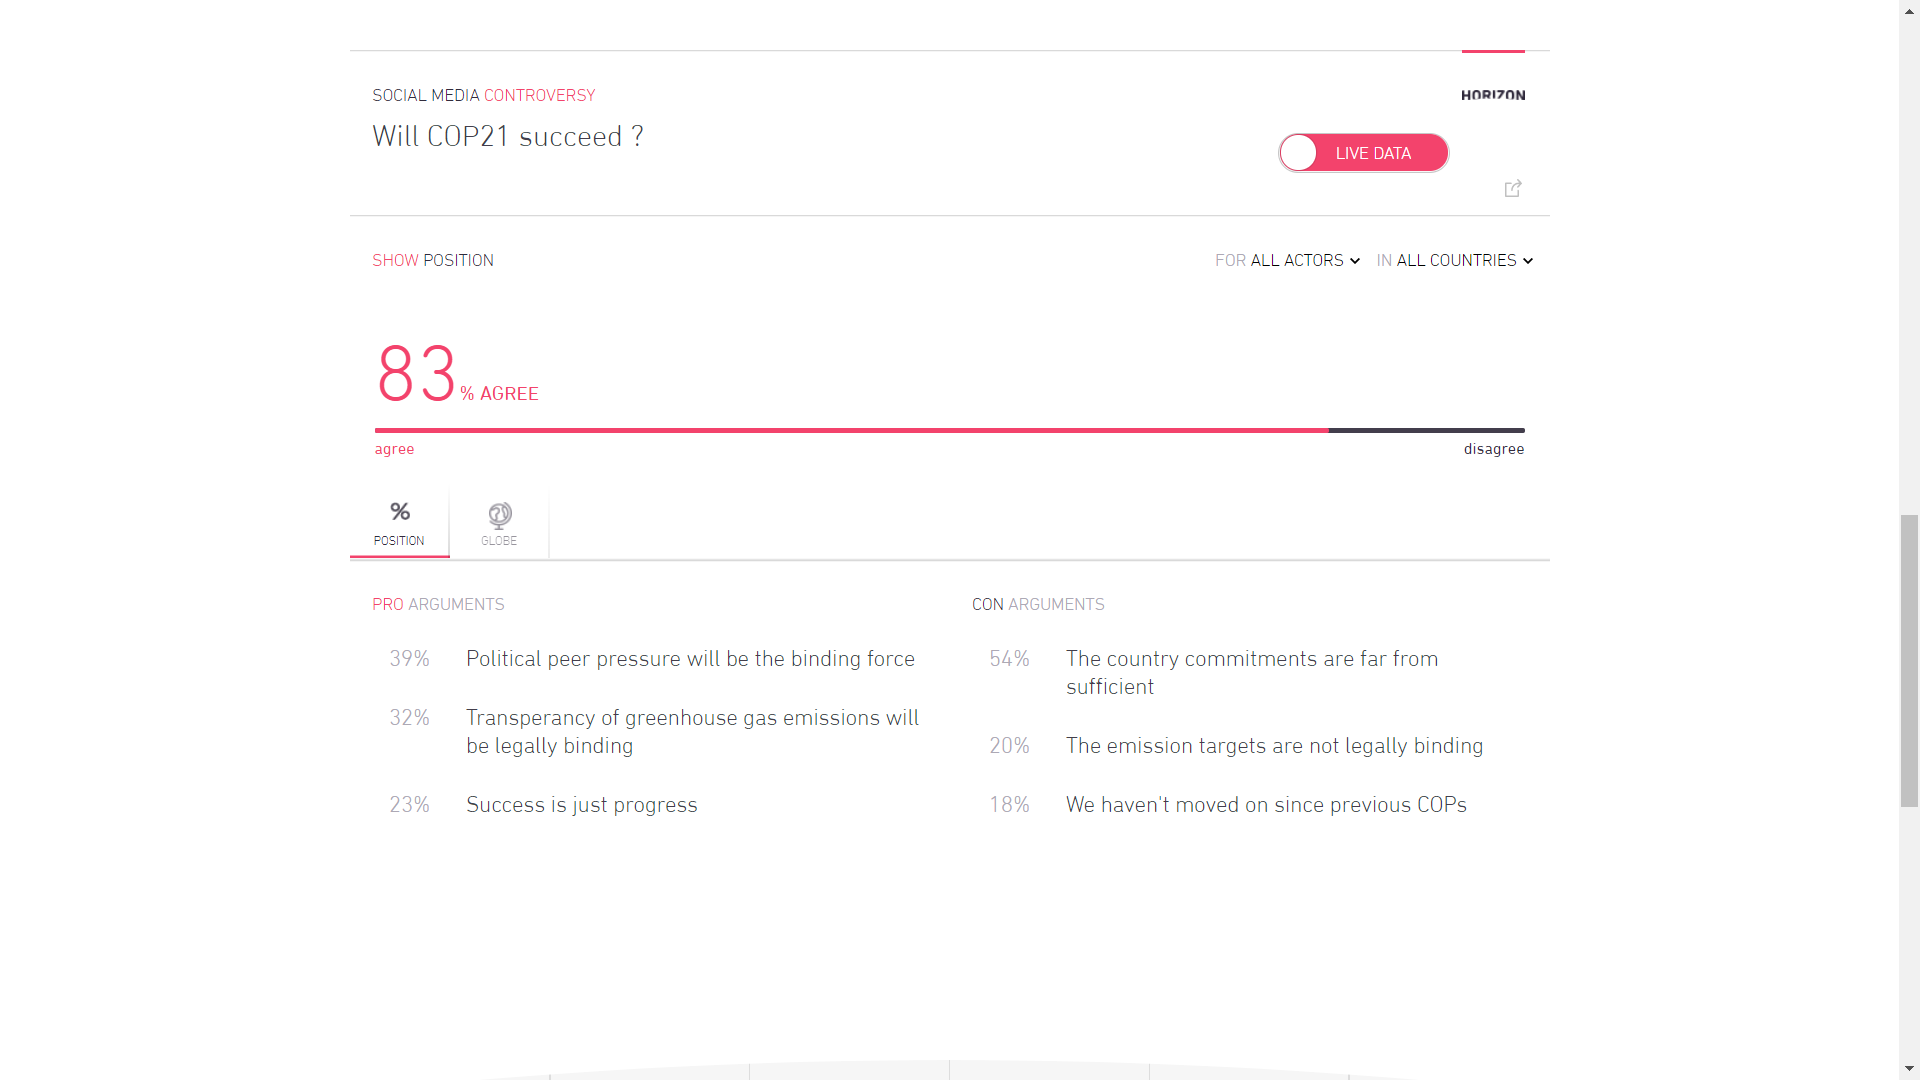 SOCIAL MEDIA CONTROVERSY
HORIZON
Will COP21 succeed ?
LIVE DATA
SHOW POSITION
FOR ALL ACTORS
IN ALL COUNTRIES
83 % AGREE
agree
disagree
%
POSITION
GLOBE
PRO ARGUMENTS
39% Political peer pressure will be the binding force
32% Transperancy of greenhouse gas emissions will
be legally binding
23% Success is just progress
CON ARGUMENTS
54% The country commitments are far from
sufficient
20% The emission targets are not legally binding
18% We haven't moved on since previous COPs